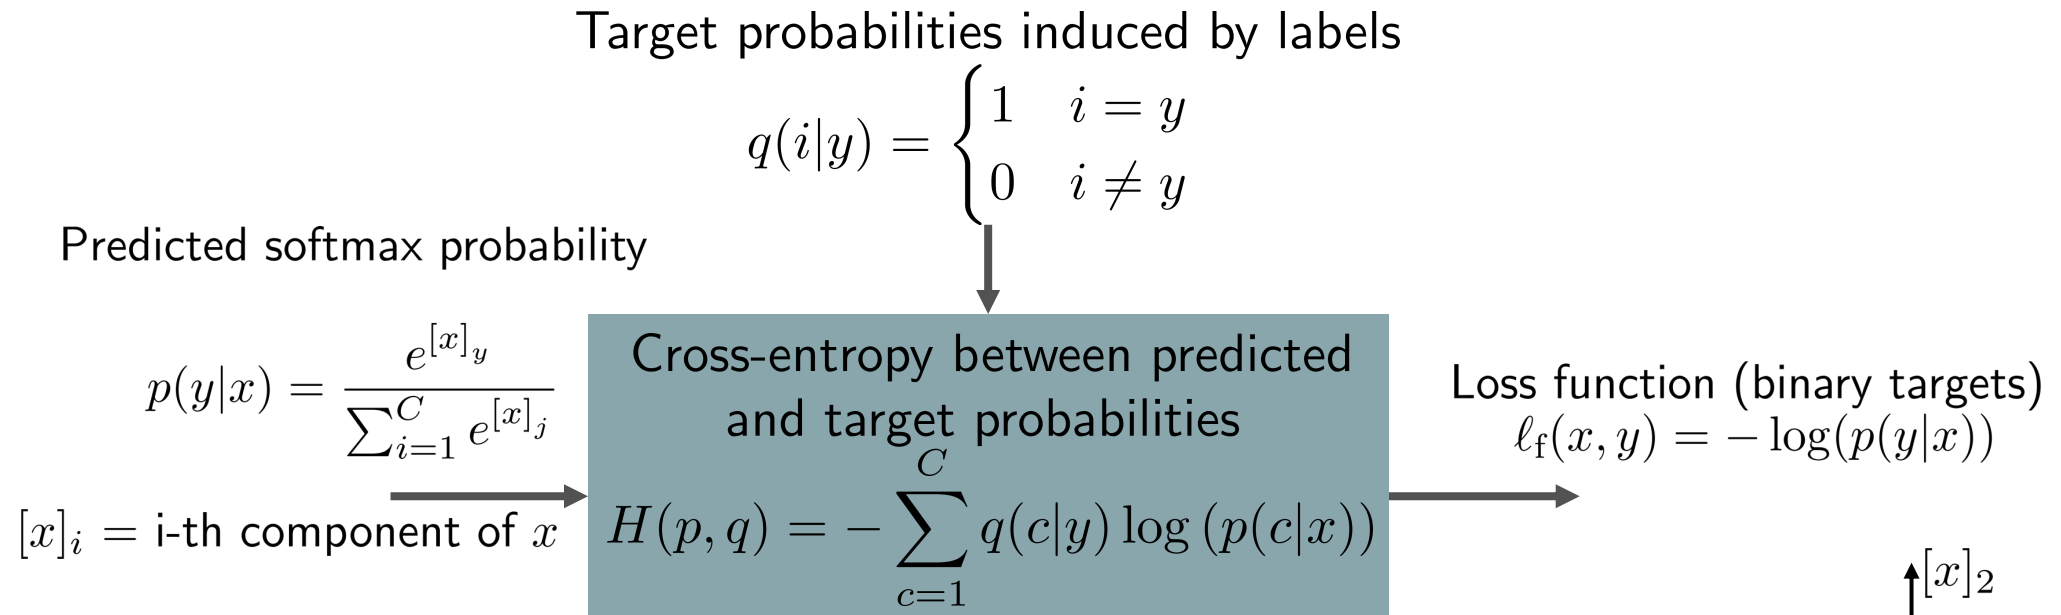 Target probabilities induced by labels
q(i|y) = { 1 i = y
0 i ≠ y
Predicted softmax probability
p(y|x) = e^{[x]_y} / ∑_{i=1}^{C} e^{[x]_j}
[x]_i = i-th component of x
Cross-entropy between predicted
and target probabilities
H(p, q) = − ∑_{c=1}^{C} q(c|y) log (p(c|x))
Loss function (binary targets)
ℓ_f(x, y) = − log(p(y|x))
[x]_2